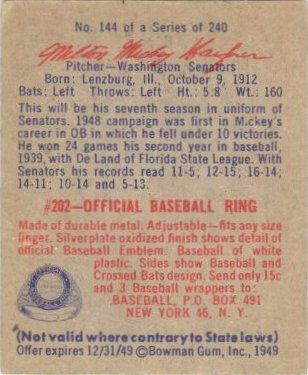 No. 144 of a Series of 240
Milton Mickey Haefner
Pitcher—Washington Senators
Born: Lenzburg, Ill., October 9, 1912
Bats: Left Throws: Left Ht.: 5:8 Wt.: 160
This will be seventh season in uniform of
Senators. 1948 campaign was first in M.ckey's
career in OB in which he fell under 10 victories.
He won 24 games his second year in baseball,
1939, with De Land of Florida State League. With
Senators his records read 11-5; 12-15; 16-14;
14-11; 10-14 and 5-13.
#202—OFFICIAL BASEBALL RING
Made of durable metal. Adjustable—fits any size
finger. Silverplate oxidized finish shows detail of
official Baseball Emblem. Baseball of white
plastic. Sides show Baseball and
Crossed Bats design. Send only 15c
and 3 Baseball wrappers to:
BASEBALL, P.O. BOX 491
NEW YORK 46, N. Y.
(Not valid where contrary to State laws)
Offer expires 12/31/49 ©Bowman Gum, Inc., 1949